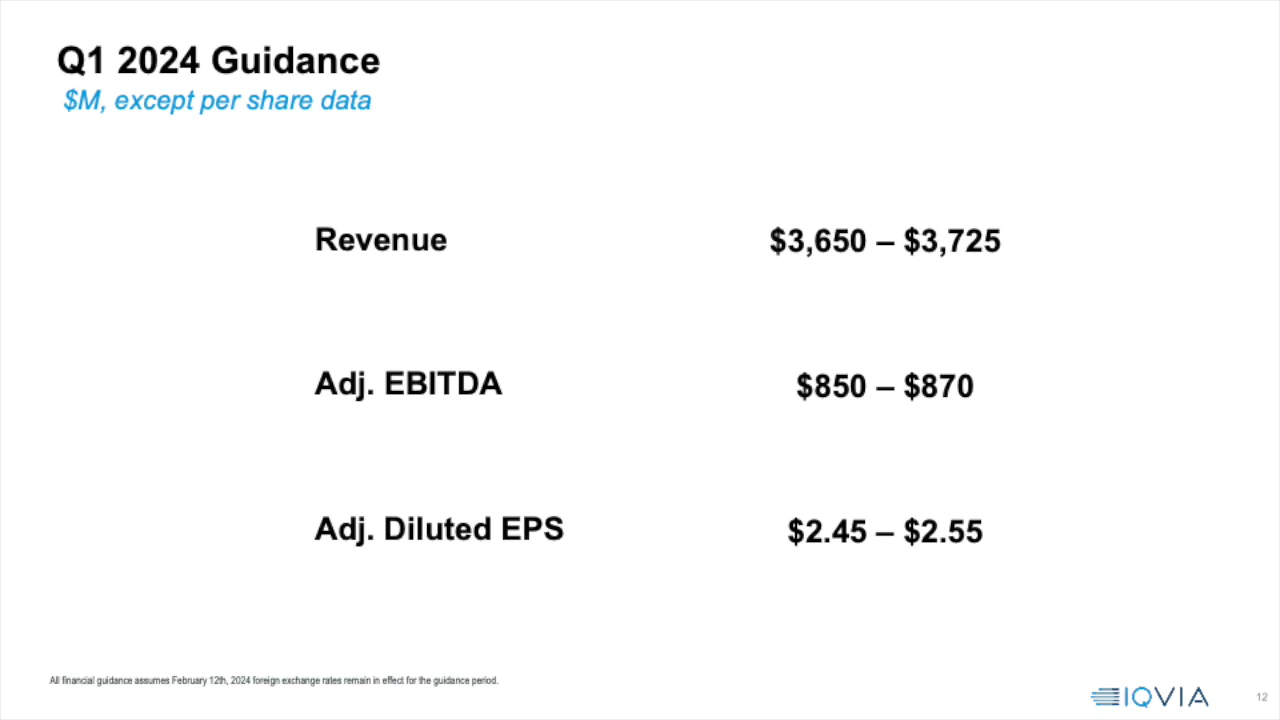 Q1 2024 Guidance
$M, except per share data
Revenue $3,650 – $3,725
Adj. EBITDA $850 – $870
Adj. Diluted EPS $2.45 – $2.55
All financial guidance assumes February 12th, 2024 foreign exchange rates remain in effect for the guidance period.
IQVIA 12